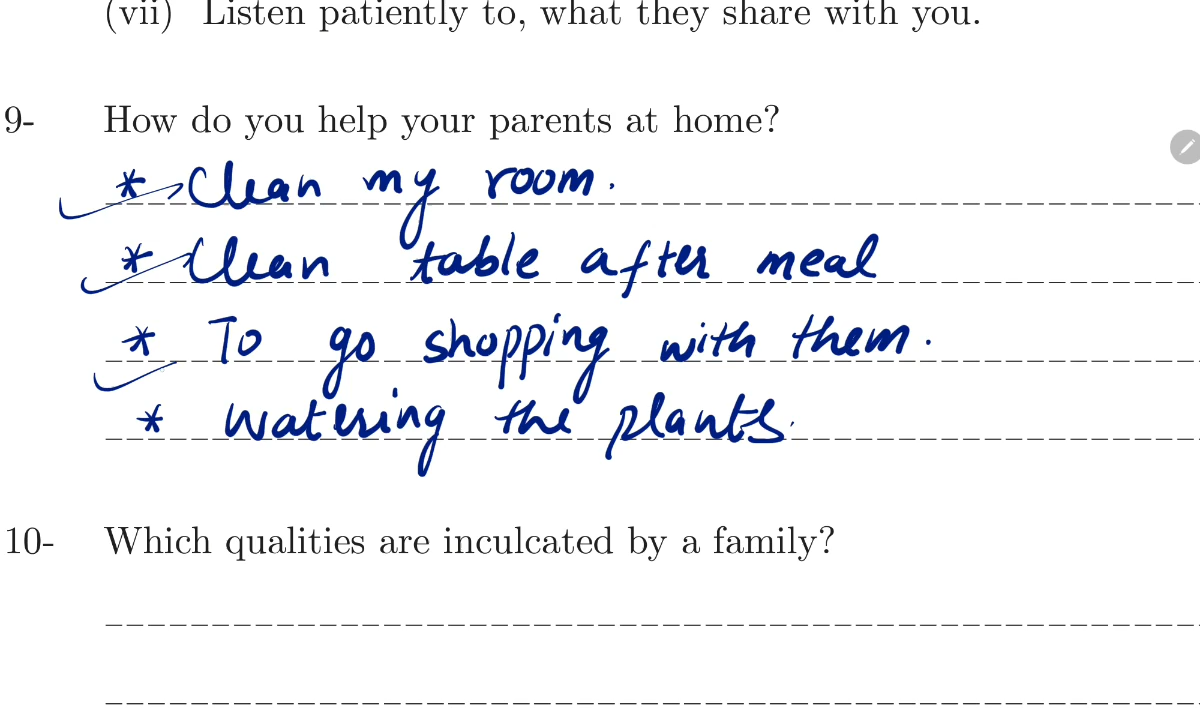 (vii) Listen patiently to, what they share with you.
9- How do you help your parents at home?
* Clean my room.
* Clean table after meal
* To go shopping with them.
* watering the plants.
10- Which qualities are inculcated by a family?